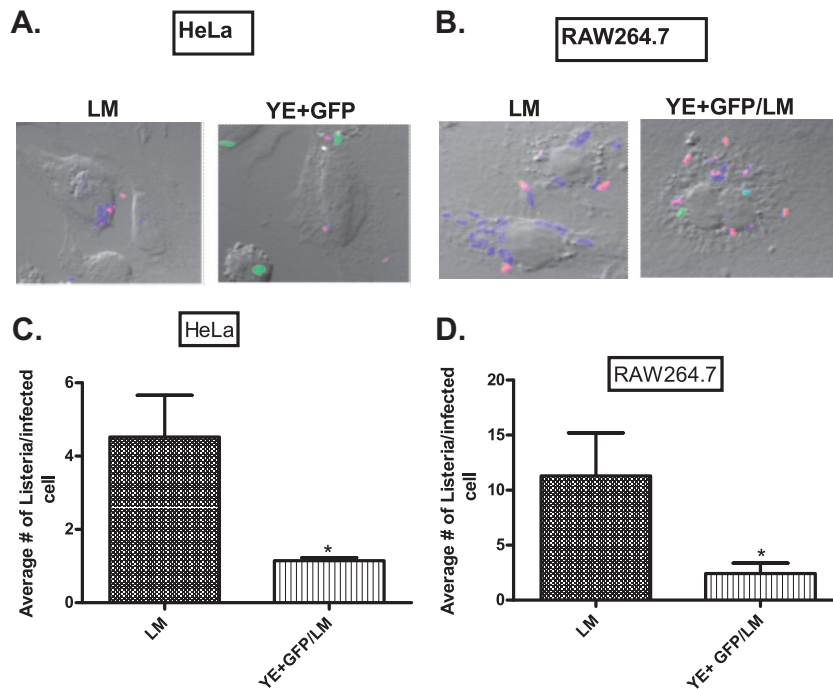 A.
HeLa
B.
RAW264.7
LM
YE+GFP
LM
YE+GFP/LM
C.
HeLa
Average # of Listeria/infected
cell
6
4
2
0
*
LM
YE+GFP/LM
D.
RAW264.7
Average # of Listeria/infected
cell
20
15
10
5
0
*
LM
YE+ GFP/LM